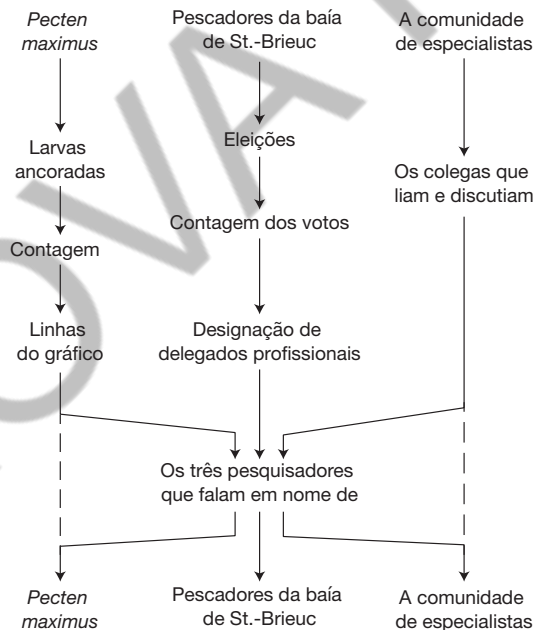 Pecten
maximus
Pescadores da baía
de St.-Brieuc
A comunidade
de especialistas
Larvas
ancoradas
Eleições
Os colegas que
liam e discutiam
Contagem dos votos
Contagem
Linhas
do gráfico
Designação de
delegados profissionais
Os três pesquisadores
que falam em nome de
Pecten
maximus
Pescadores da baía
de St.-Brieuc
A comunidade
de especialistas